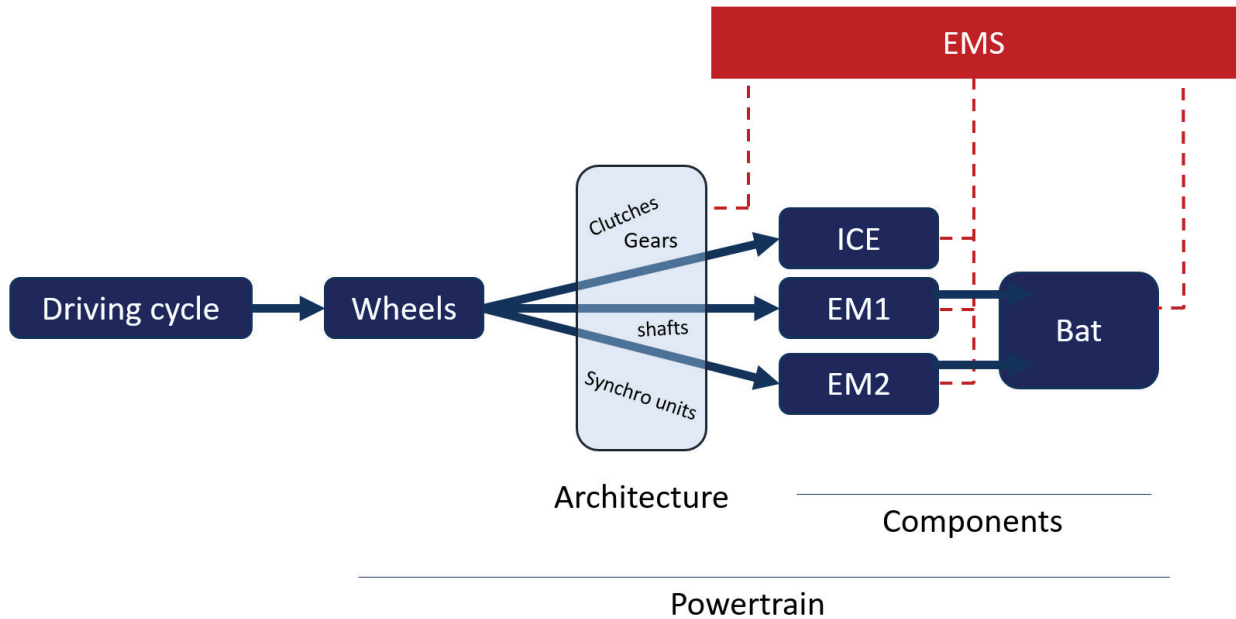 EMS
Clutches
Gears
ICE
Driving cycle
Wheels
EM1
shafts
Bat
EM2
Synchro units
Architecture
Components
Powertrain